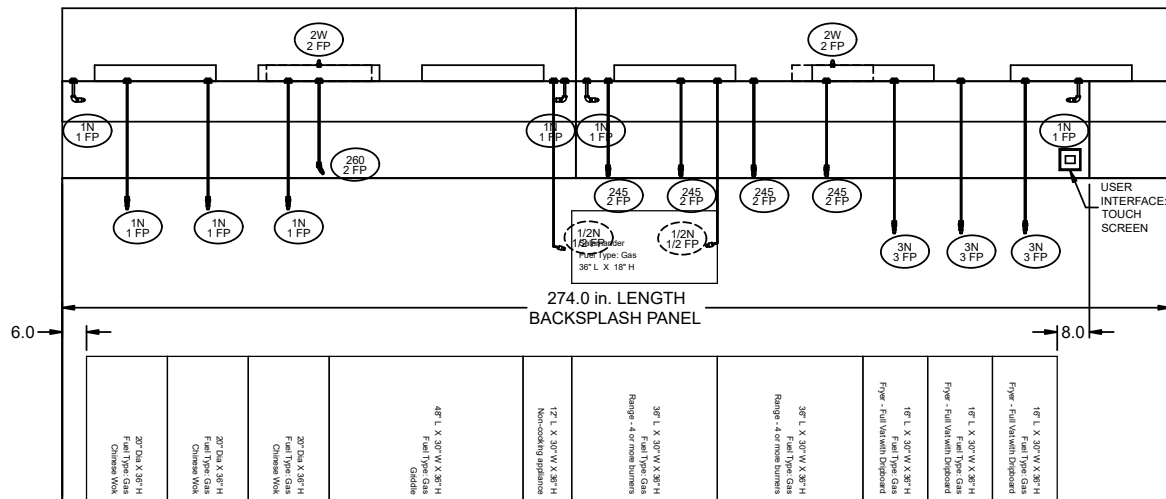 2W
2 FP
2W
2 FP
1N
1 FP
1N
1 FP
1N
1 FP
1N
1 FP
260
2 FP
245
2 FP
245
2 FP
245
2 FP
245
2 FP
USER
INTERFACE:
TOUCH
SCREEN
1N
1 FP
1N
1 FP
1N
1 FP
1/2N
1/2 FP
1/2N
1/2 FP
Salamander
Fuel Type: Gas
36" L X 18" H
3N
3 FP
3N
3 FP
3N
3 FP
274.0 in. LENGTH
BACKSPLASH PANEL
6.0
8.0
20" Dia X 36" H
Fuel Type: Gas
Chinese Wok
20" Dia X 36" H
Fuel Type: Gas
Chinese Wok
20" Dia X 36" H
Fuel Type: Gas
Chinese Wok
48" L X 30" W X 36" H
Fuel Type: Gas
Griddle
12" L X 30" W X 36" H
Non-cooking appliance
36" L X 30" W X 36" H
Fuel Type: Gas
Range - 4 or more burners
36" L X 30" W X 36" H
Fuel Type: Gas
Range - 4 or more burners
16" L X 30" W X 36" H
Fuel Type: Gas
Fryer - Full Vat with Dripboard
16" L X 30" W X 36" H
Fuel Type: Gas
Fryer - Full Vat with Dripboard
16" L X 30" W X 36" H
Fuel Type: Gas
Fryer - Full Vat with Dripboard